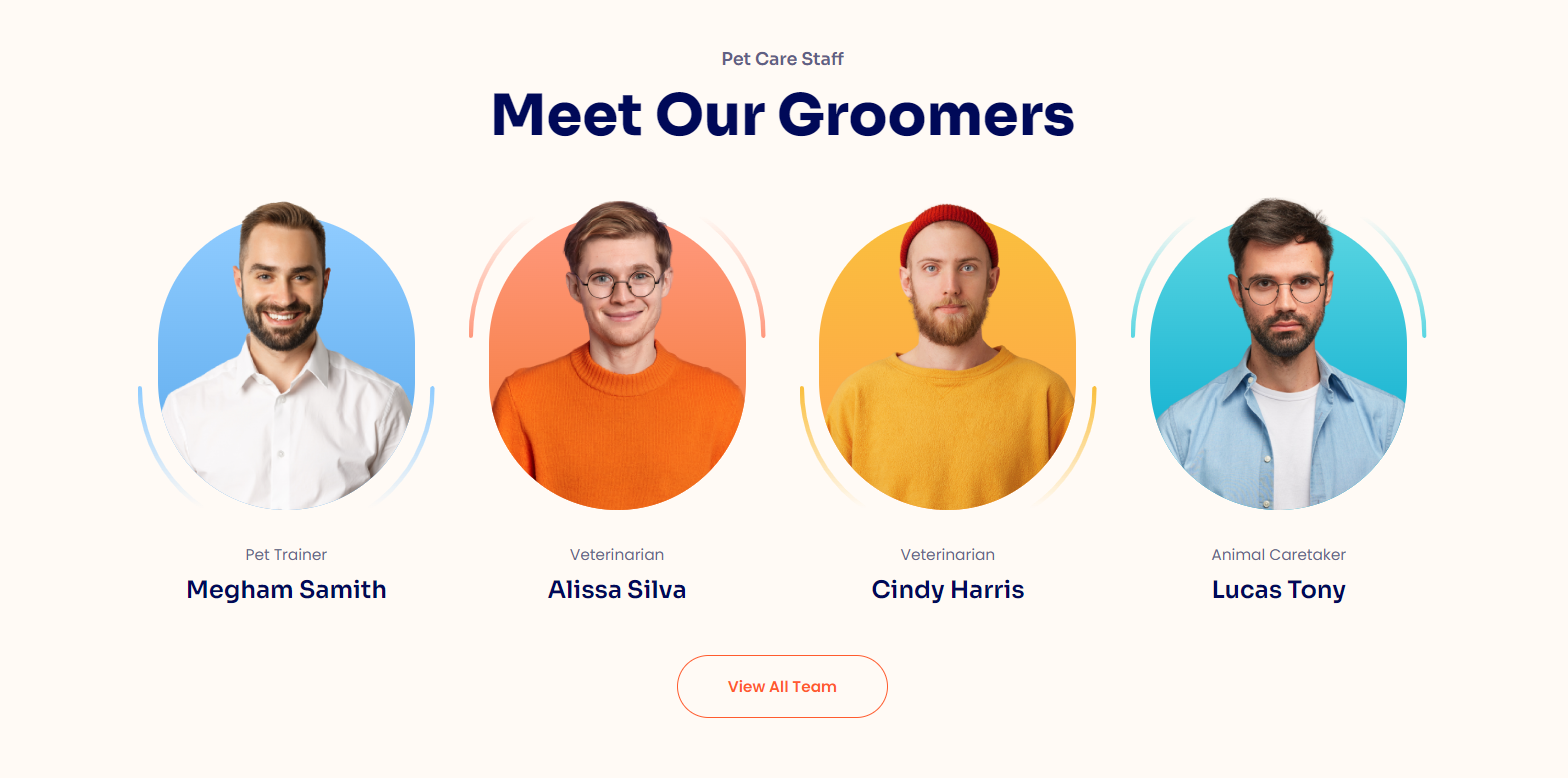 Pet Care Staff
Meet Our Groomers
Pet Trainer
Megham Samith
Veterinarian
Alissa Silva
Veterinarian
Cindy Harris
Animal Caretaker
Lucas Tony
View All Team